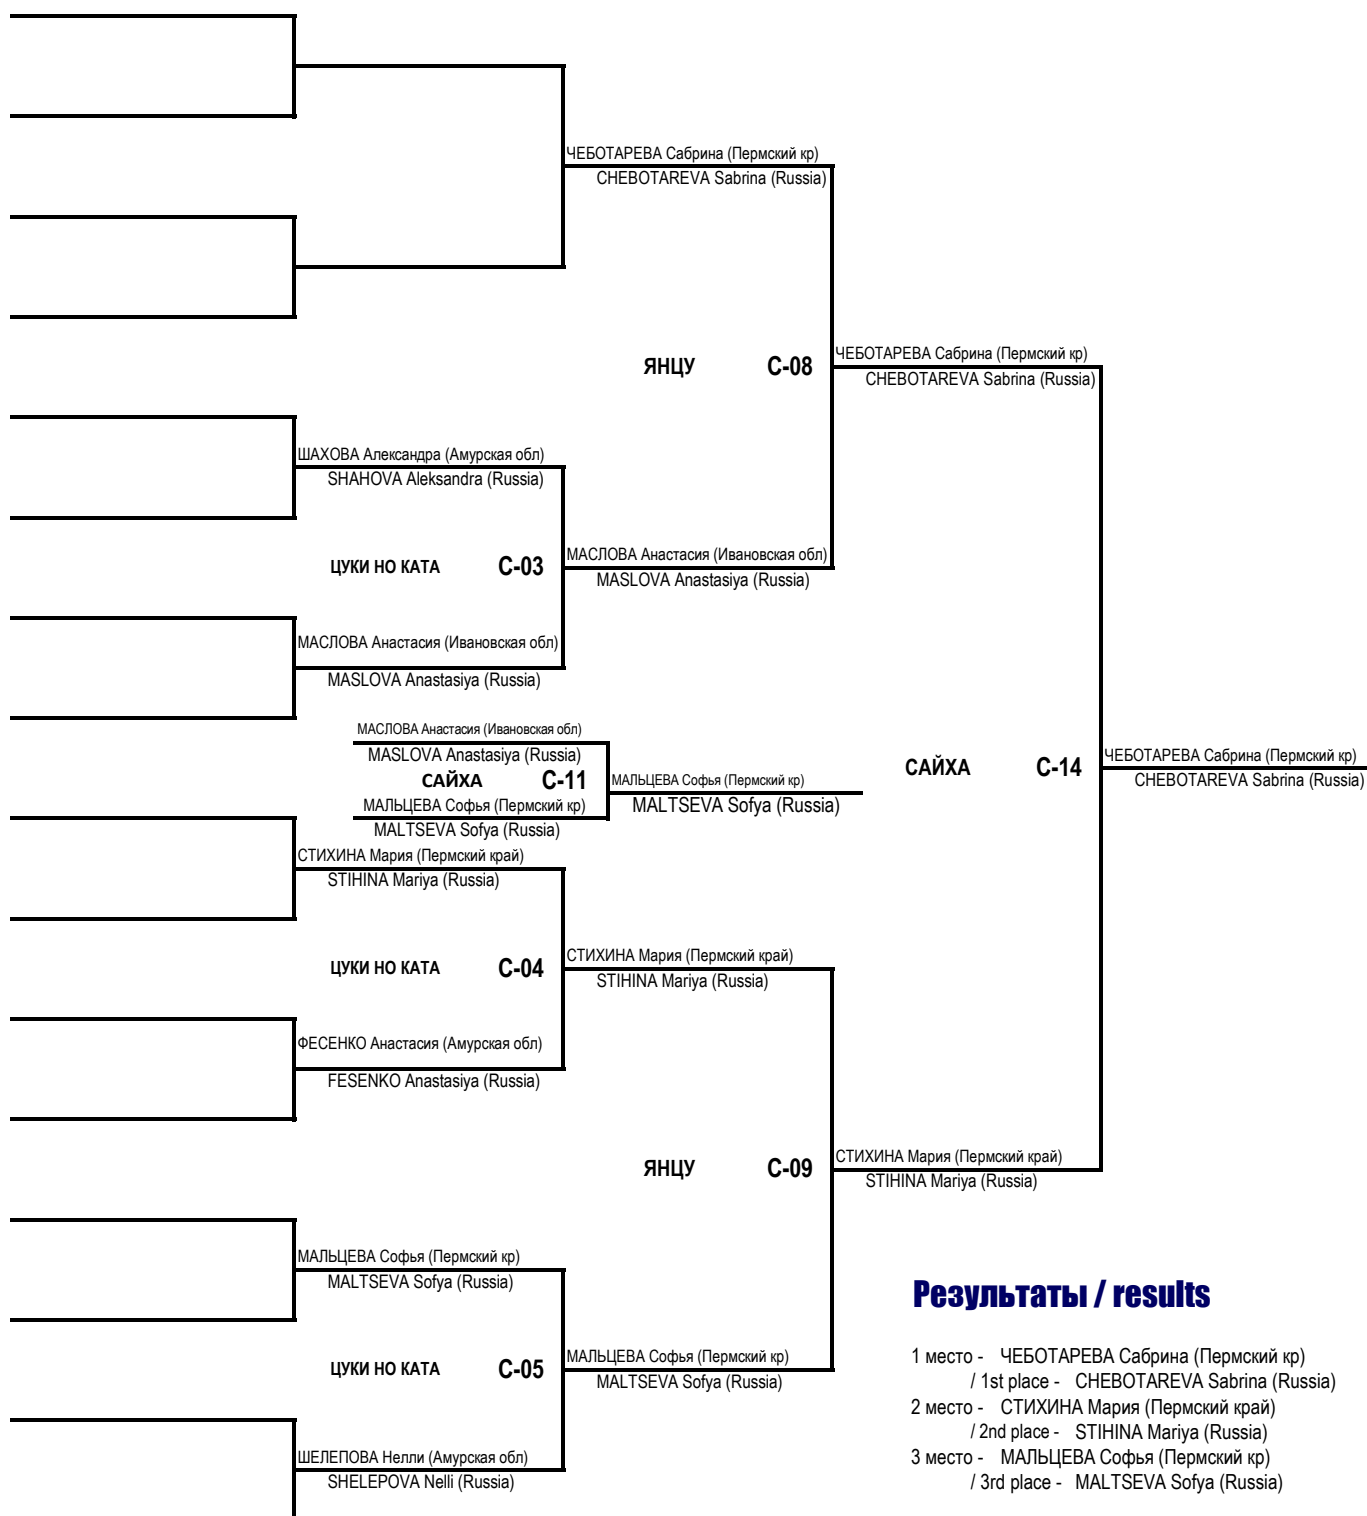 ЧЕБОТАРЕВА Сабрина (Пермский кр)
CHEBOTAREVA Sabrina (Russia)
ЯНЦУ C-08
ЧЕБОТАРЕВА Сабрина (Пермский кр)
CHEBOTAREVA Sabrina (Russia)
ШАХОВА Александра (Амурская обл)
SHAHOVA Aleksandra (Russia)
ЦУКИ НО КАТА C-03
МАСЛОВА Анастасия (Ивановская обл)
MASLOVA Anastasiya (Russia)
МАСЛОВА Анастасия (Ивановская обл)
MASLOVA Anastasiya (Russia)
МАСЛОВА Анастасия (Ивановская обл)
MASLOVA Anastasiya (Russia)
САЙХА C-11
МАЛЬЦЕВА Софья (Пермский кр)
MALTSEVA Sofya (Russia)
МАЛЬЦЕВА Софья (Пермский кр)
MALTSEVA Sofya (Russia)
САЙХА C-14
ЧЕБОТАРЕВА Сабрина (Пермский кр)
CHEBOTAREVA Sabrina (Russia)
СТИХИНА Мария (Пермский край)
STIHINA Mariya (Russia)
ЦУКИ НО КАТА C-04
СТИХИНА Мария (Пермский край)
STIHINA Mariya (Russia)
ФЕСЕНКО Анастасия (Амурская обл)
FESENKO Anastasiya (Russia)
ЯНЦУ C-09
СТИХИНА Мария (Пермский край)
STIHINA Mariya (Russia)
МАЛЬЦЕВА Софья (Пермский кр)
MALTSEVA Sofya (Russia)
ЦУКИ НО КАТА C-05
МАЛЬЦЕВА Софья (Пермский кр)
MALTSEVA Sofya (Russia)
ШЕЛЕПОВА Нелли (Амурская обл)
SHELEPOVA Nelli (Russia)
Результаты / results
1 место - ЧЕБОТАРЕВА Сабрина (Пермский кр)
/ 1st place - CHEBOTAREVA Sabrina (Russia)
2 место - СТИХИНА Мария (Пермский край)
/ 2nd place - STIHINA Mariya (Russia)
3 место - МАЛЬЦЕВА Софья (Пермский кр)
/ 3rd place - MALTSEVA Sofya (Russia)